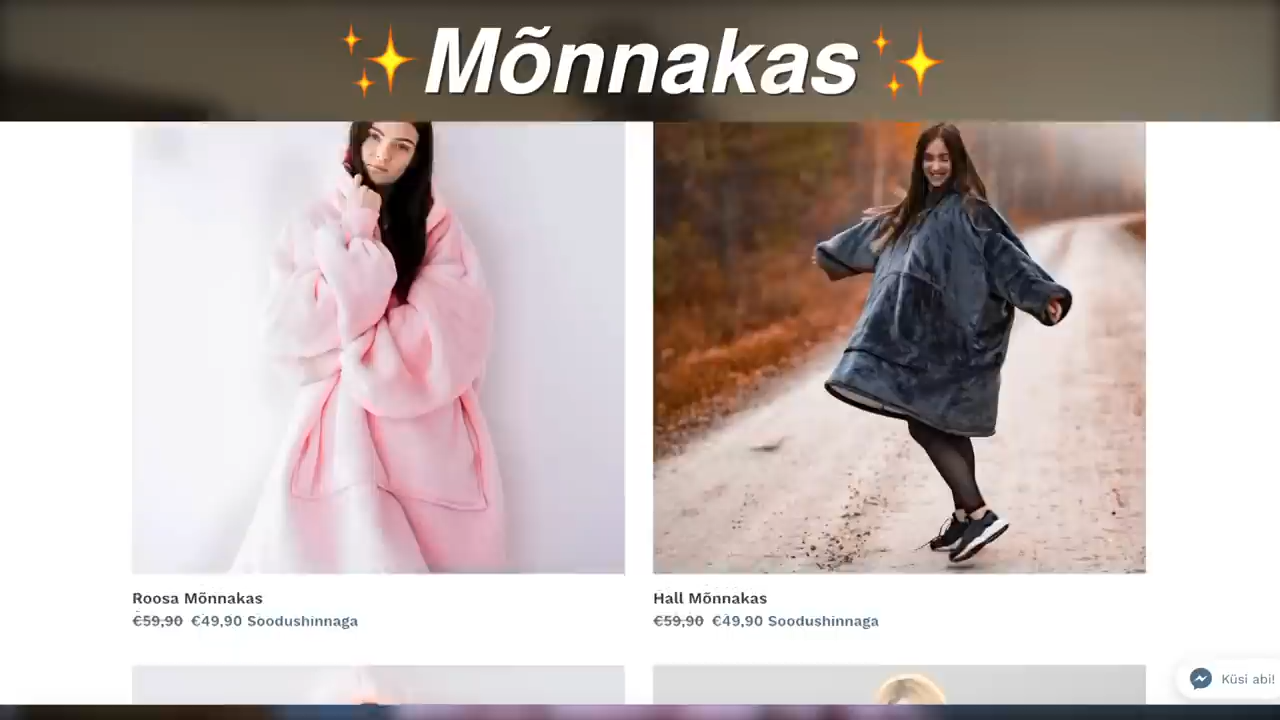 ✨Mõnnakas✨
Roosa Mõnnakas
€59,90 €49,90 Soodushinnaga
Hall Mõnnakas
€59,90 €49,90 Soodushinnaga
Küsi abi!